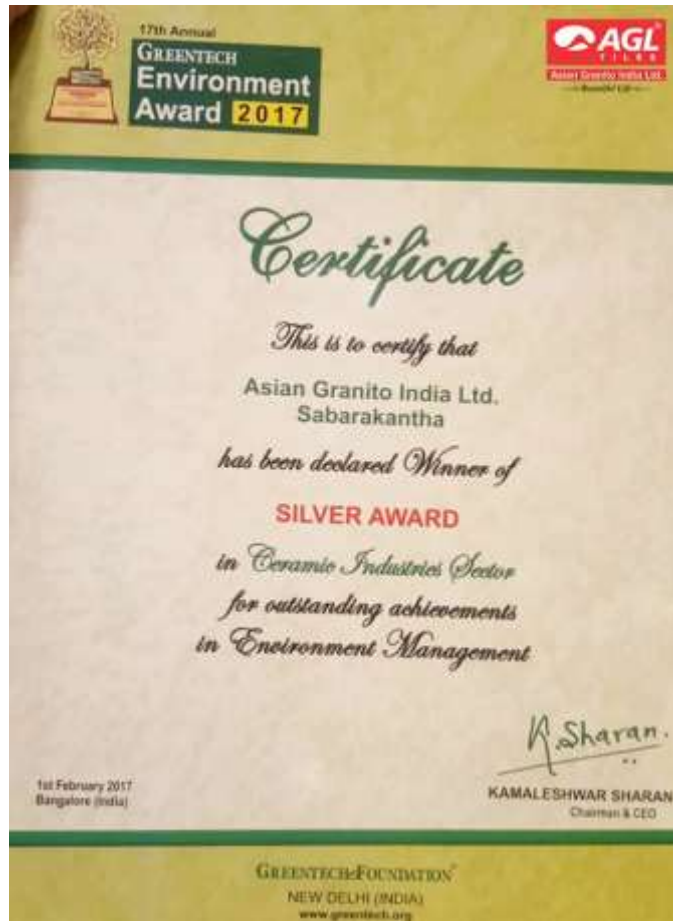 17th Annual
GREENTECH
Environment
Award 2017
AGL
TILES
Asian Granito India Ltd.
Certificate
This is to certify that
Asian Granito India Ltd.
Sabarakantha
has been declared Winner of
SILVER AWARD
in Ceramic Industries Sector
for outstanding achievements
in Environment Management
K. Sharan.
1st February 2017
Bangalore (India)
KAMALESHWAR SHARAN
Chairman & CEO
GREENTECH FOUNDATION
NEW DELHI (INDIA)
www.greentech.org